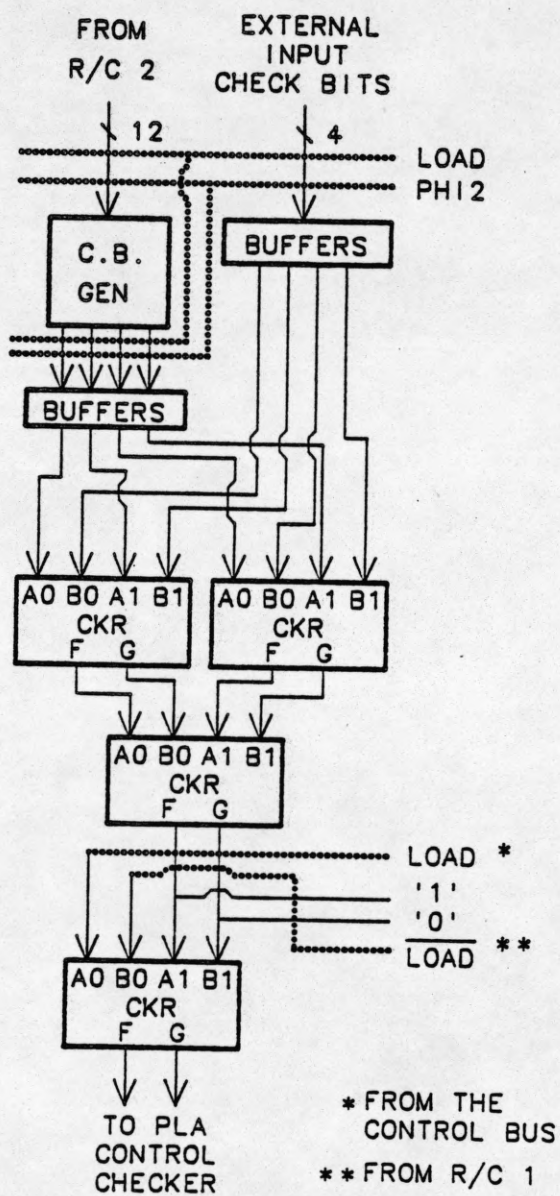 FROM
R/C 2
EXTERNAL
INPUT
CHECK BITS
12
4
LOAD
PHI2
C.B.
GEN
BUFFERS
BUFFERS
A0 B0 A1 B1
CKR
F G
A0 B0 A1 B1
CKR
F G
A0 B0 A1 B1
CKR
F G
LOAD *
'1'
'0'
LOAD **
A0 B0 A1 B1
CKR
F G
TO PLA
CONTROL
CHECKER
* FROM THE
CONTROL BUS
** FROM R/C 1